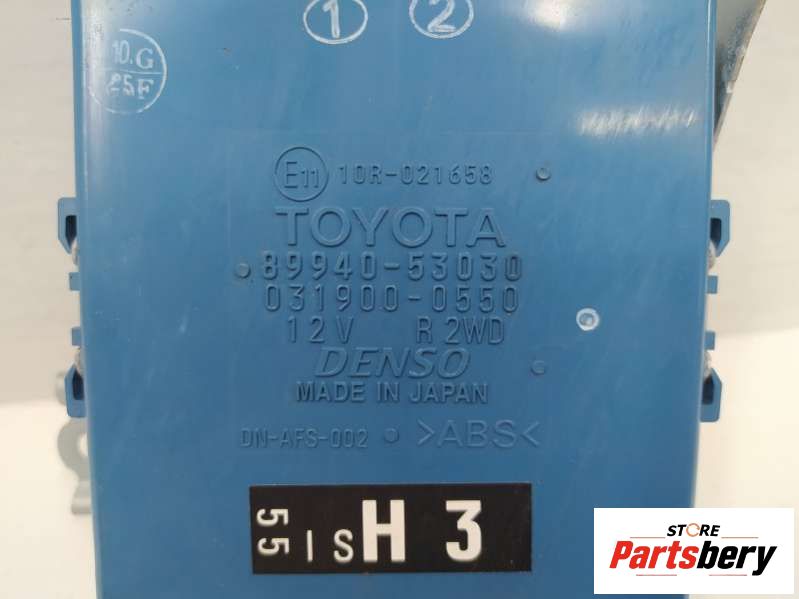 1 2
10.G
25F
E11 10R-021658
TOYOTA
89940-53030
031900-0550
12V R 2WD
DENSO
MADE IN JAPAN
DN-AFS-002 >ABS<
55 IS H 3
STORE
Partsbery